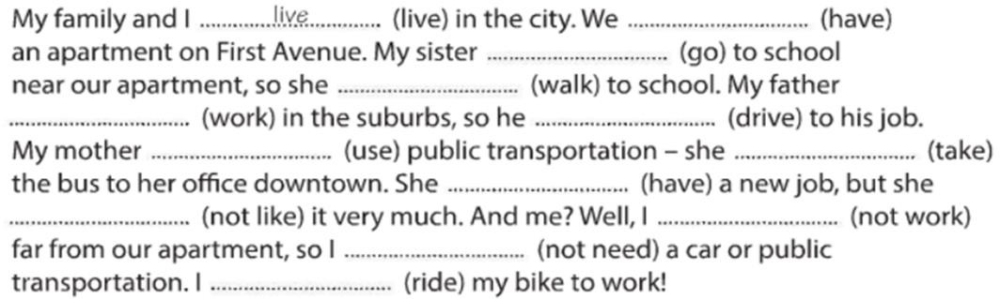 My family and I ..........live.......... (live) in the city. We .............................. (have)
an apartment on First Avenue. My sister .............................. (go) to school
near our apartment, so she .............................. (walk) to school. My father
.............................. (work) in the suburbs, so he .............................. (drive) to his job.
My mother .............................. (use) public transportation – she .............................. (take)
the bus to her office downtown. She .............................. (have) a new job, but she
.............................. (not like) it very much. And me? Well, I .............................. (not work)
far from our apartment, so I .............................. (not need) a car or public
transportation. I .............................. (ride) my bike to work!